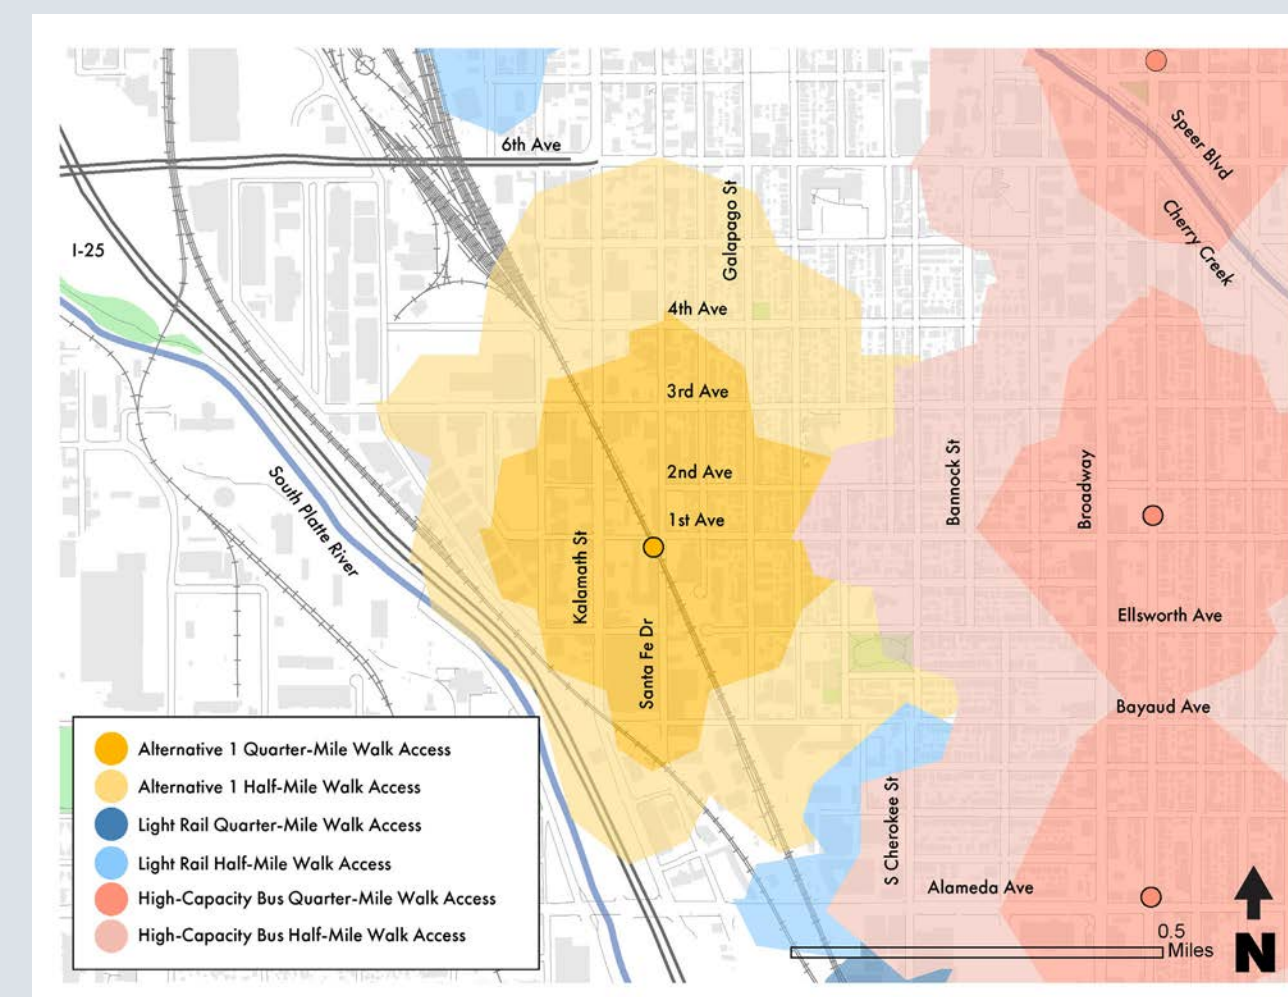 6th Ave
Speer Blvd
Cherry Creek
Galapago St
I-25
4th Ave
3rd Ave
2nd Ave
1st Ave
South Platte River
Kalamath St
Santa Fe Dr
Bannock St
Broadway
Ellsworth Ave
Bayaud Ave
S Cherokee St
Alameda Ave
Alternative 1 Quarter-Mile Walk Access
Alternative 1 Half-Mile Walk Access
Light Rail Quarter-Mile Walk Access
Light Rail Half-Mile Walk Access
High-Capacity Bus Quarter-Mile Walk Access
High-Capacity Bus Half-Mile Walk Access
0.5
Miles
N